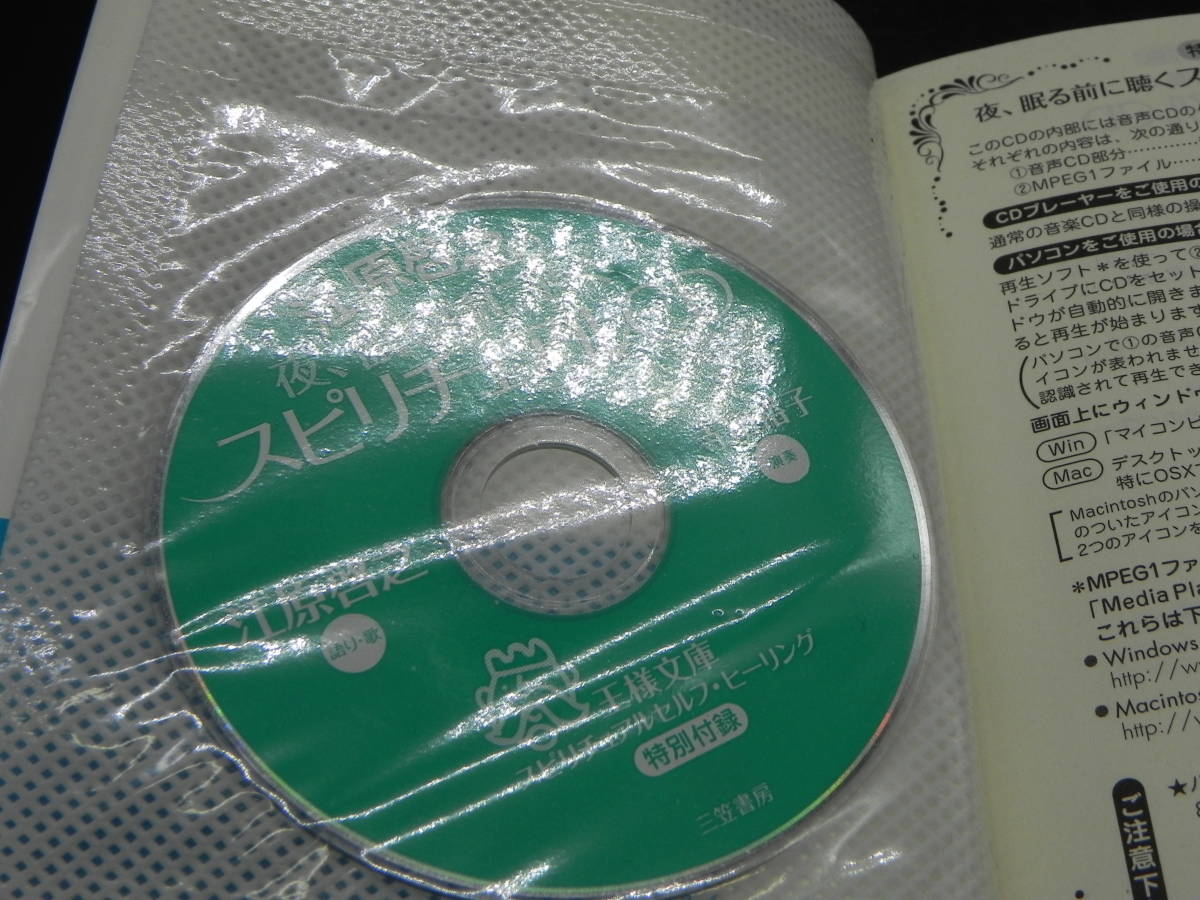 江原啓之
夜、
スピリチュ
子
演奏
江原啓之
語り・歌
王様文庫
スピリチュアルセルフ・ヒーリング
特別付録
三笠書房
夜、眠る前に聴くス
このCDの内部には音声CDの
それぞれの内容は、次の通り
①音声CD部分…………
②MPEG1ファイル……
CDプレーヤーをご使用の
通常の音楽CDと同様の操
パソコンをご使用の場合
再生ソフト＊を使って②
ドライブにCDをセット
ドウが自動的に開きま
ると再生が始まります
(パソコンで①の音声
イコンが表われませ
認識されて再生でき
画面上にウィンド
Win 「マイコンピ
Mac デスクトッ
特にOSX
[Macintoshのパソ
のついたアイコン
2つのアイコンを
＊MPEG1ファ
「Media Pla
これらは下
●Windows
http://w
●Macintos
http://
★
ご注意下